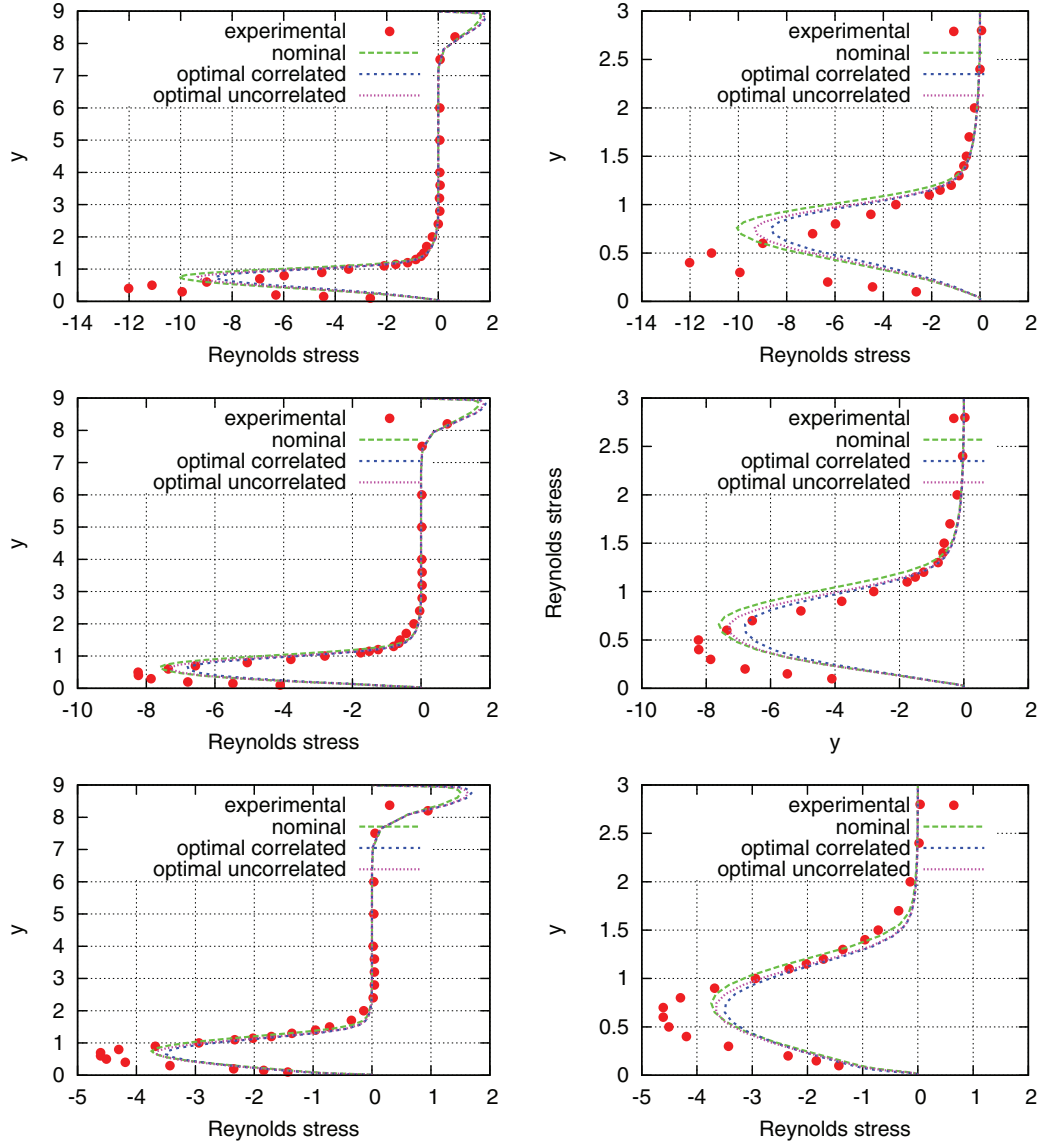 9
8
7
6
5
4
3
2
1
0
y
experimental
nominal
optimal correlated
optimal uncorrelated
-14 -12 -10 -8 -6 -4 -2 0 2
Reynolds stress
3
2.5
2
1.5
1
0.5
0
y
experimental
nominal
optimal correlated
optimal uncorrelated
-14 -12 -10 -8 -6 -4 -2 0 2
Reynolds stress
9
8
7
6
5
4
3
2
1
0
y
experimental
nominal
optimal correlated
optimal uncorrelated
-10 -8 -6 -4 -2 0 2
Reynolds stress
3
2.5
2
1.5
1
0.5
0
Reynolds stress
experimental
nominal
optimal correlated
optimal uncorrelated
-10 -8 -6 -4 -2 0 2
y
9
8
7
6
5
4
3
2
1
0
y
experimental
nominal
optimal correlated
optimal uncorrelated
-5 -4 -3 -2 -1 0 1 2
Reynolds stress
3
2.5
2
1.5
1
0.5
0
y
experimental
nominal
optimal correlated
optimal uncorrelated
-5 -4 -3 -2 -1 0 1 2
Reynolds stress